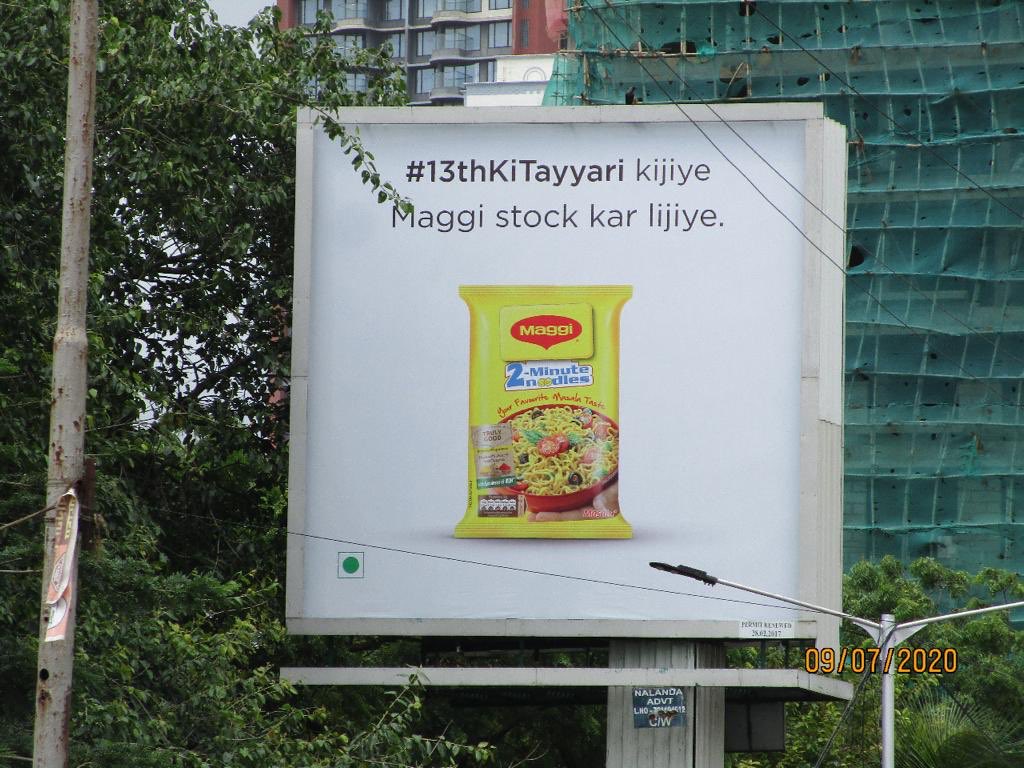 #13thKiTayyari kijiye
Maggi stock kar lijiye.
Maggi
2-Minute
noodles
Your Favourite Masala Taste
TRULY
GOOD
Masala
PERMIT RENEWED
28.02.2017
09/07/2020
NALANDA
ADVT
C/W